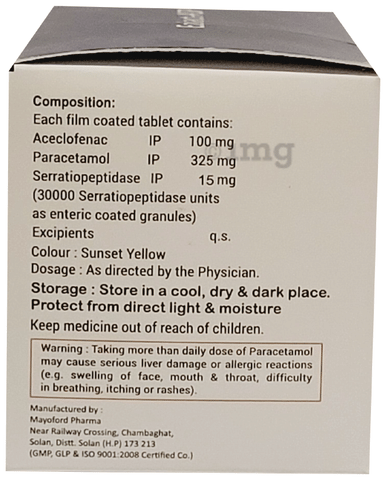 Composition:
Each film coated tablet contains:
Aceclofenac IP 100 mg
Paracetamol IP 325 mg
Serratiopeptidase IP 15 mg
(30000 Serratiopeptidase units
as enteric coated granules)
Excipients q.s.
Colour : Sunset Yellow
Dosage : As directed by the Physician.
Storage : Store in a cool, dry & dark place.
Protect from direct light & moisture
Keep medicine out of reach of children.
Warning : Taking more than daily dose of Paracetamol
may cause serious liver damage or allergic reactions
(e.g. swelling of face, mouth & throat, difficulty
in breathing, itching or rashes).
Manufactured by :
Mayoford Pharma
Near Railway Crossing, Chambaghat,
Solan, Distt. Solan (H.P) 173 213
(GMP, GLP & ISO 9001:2008 Certified Co.)